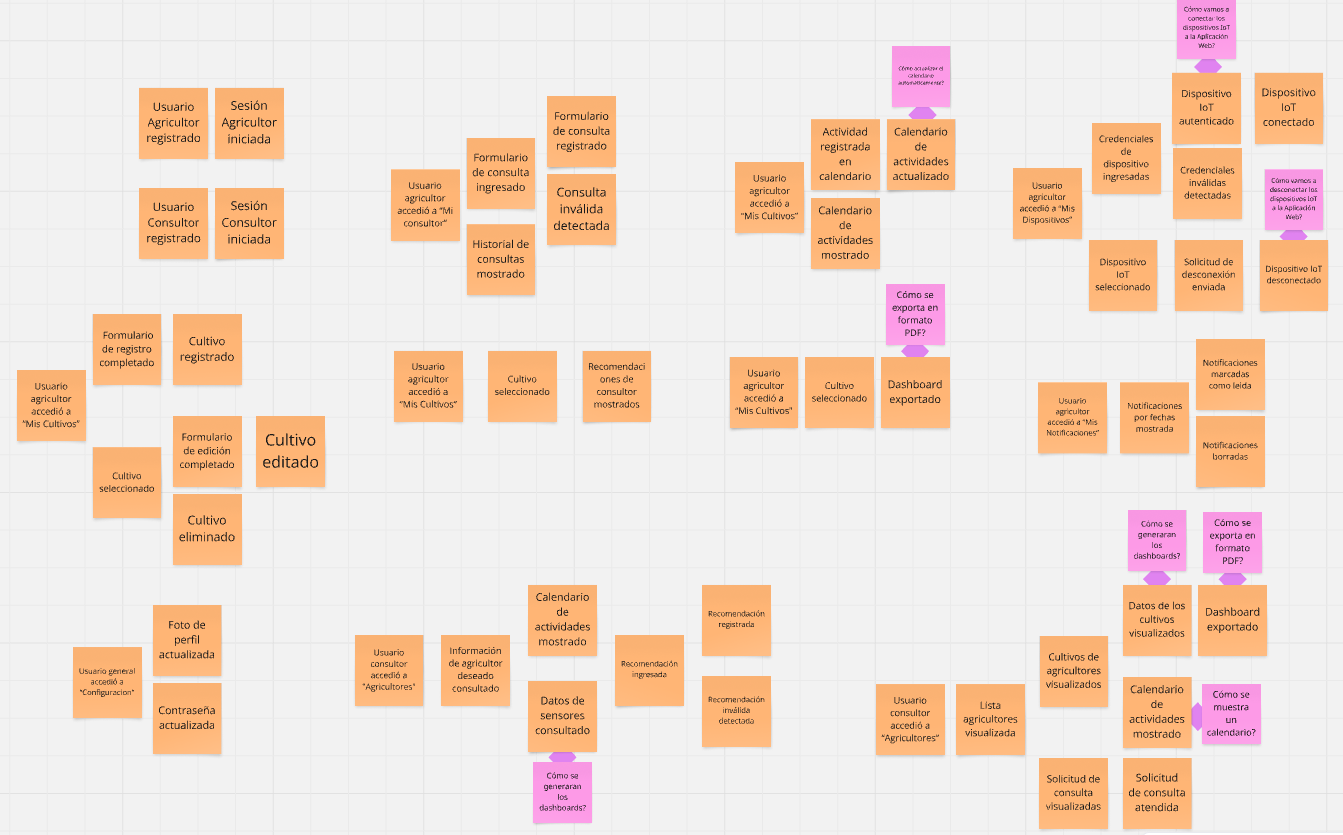 Usuario
Agricultor
registrado
Sesión
Agricultor
iniciada
Usuario
Consultor
registrado
Sesión
Consultor
iniciada
Usuario
agricultor
accedió a “Mi
consultor”
Formulario
de consulta
ingresado
Formulario
de consulta
registrado
Consulta
inválida
detectada
Historial de
consultas
mostrado
Usuario
agricultor
accedió a
“Mis Cultivos”
Actividad
registrada
en
calendario
Cómo actualizar el
calendario
automáticamente?
Calendario
de
actividades
actualizado
Calendario
de
actividades
mostrado
Usuario
agricultor
accedió a “Mis
Dispositivos”
Credenciales
de
dispositivo
ingresadas
Cómo vamos a
conectar los
dispositivos IoT
a la Aplicación
Web?
Dispositivo
IoT
autenticado
Dispositivo
IoT
conectado
Credenciales
inválidas
detectadas
Cómo vamos a
desconectar los
dispositivos IoT
a la Aplicación
Web?
Dispositivo
IoT
seleccionado
Solicitud de
desconexión
enviada
Dispositivo IoT
desconectado
Usuario
agricultor
accedió a
“Mis Cultivos”
Formulario
de registro
completado
Cultivo
registrado
Cultivo
seleccionado
Formulario
de edición
completado
Cultivo
editado
Cultivo
eliminado
Usuario
agricultor
accedió a
“Mis Cultivos”
Cultivo
seleccionado
Recomendaci
ones de
consultor
mostrados
Usuario
agricultor
accedió a
“Mis Cultivos”
Cultivo
seleccionado
Cómo se
exporta en
formato
PDF?
Dashboard
exportado
Usuario
agricultor
accedió a “Mis
Notificaciones”
Notificaciones
por fechas
mostrada
Notificaciones
marcadas
como leída
Notificaciones
borradas
Usuario general
accedió a
“Configuracion”
Foto de
perfil
actualizada
Contraseña
actualizada
Usuario
consultor
accedió a
“Agricultores”
Información
de agricultor
deseado
consultado
Calendario
de
actividades
mostrado
Datos de
sensores
consultado
Cómo se
generaran
los
dashboards?
Recomendación
ingresada
Recomendación
registrada
Recomendación
inválida
detectada
Usuario
consultor
accedió a
“Agricultores”
Lista
agricultores
visualizada
Cultivos de
agricultores
visualizados
Cómo se
generaran
los
dashboards?
Cómo se
exporta en
formato
PDF?
Datos de los
cultivos
visualizados
Dashboard
exportado
Calendario
de
actividades
mostrado
Cómo se
muestra
un
calendario?
Solicitud de
consulta
visualizadas
Solicitud
de consulta
atendida